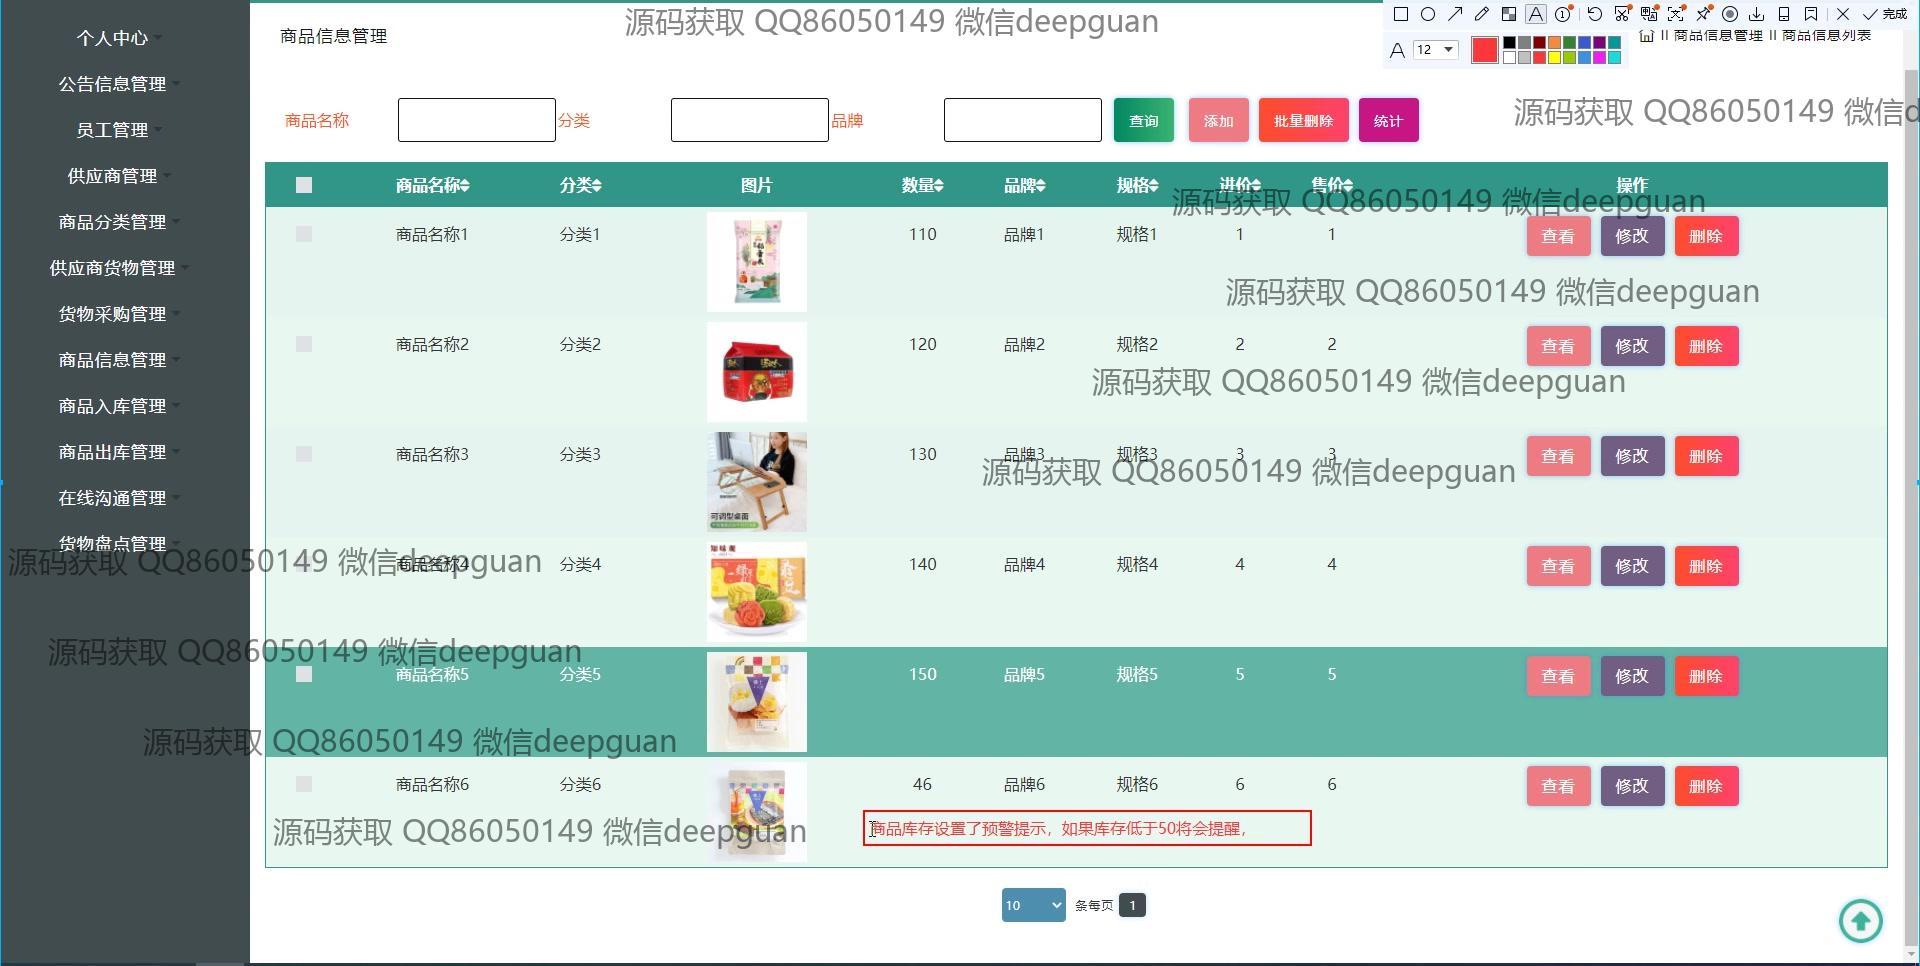 源码获取 QQ86050149 微信deepguan
完成
个人中心
公告信息管理
员工管理
供应商管理
商品分类管理
供应商货物管理
货物采购管理
商品信息管理
商品入库管理
商品出库管理
在线沟通管理
货物盘点管理
商品信息管理
12
商品信息管理 商品信息列表
商品名称 分类 品牌 查询 添加 批量删除 统计
源码获取 QQ86050149 微信d
商品名称 分类 图片 数量 品牌 规格 进价 售价 操作
源码获取 QQ86050149 微信deepguan
商品名称1 分类1 110 品牌1 规格1 1 1 查看 修改 删除
源码获取 QQ86050149 微信deepguan
商品名称2 分类2 120 品牌2 规格2 2 2 查看 修改 删除
源码获取 QQ86050149 微信deepguan
商品名称3 分类3 130 品牌3 规格3 3 3 查看 修改 删除
源码获取 QQ86050149 微信deepguan
可调型桌面
商品名称4 分类4 140 品牌4 规格4 4 4 查看 修改 删除
源码获取 QQ86050149 微信deepguan
源码获取 QQ86050149 微信deepguan
商品名称5 分类5 150 品牌5 规格5 5 5 查看 修改 删除
源码获取 QQ86050149 微信deepguan
商品名称6 分类6 46 品牌6 规格6 6 6 查看 修改 删除
源码获取 QQ86050149 微信deepguan
商品库存设置了预警提示，如果库存低于50将会提醒，
10 条每页 1